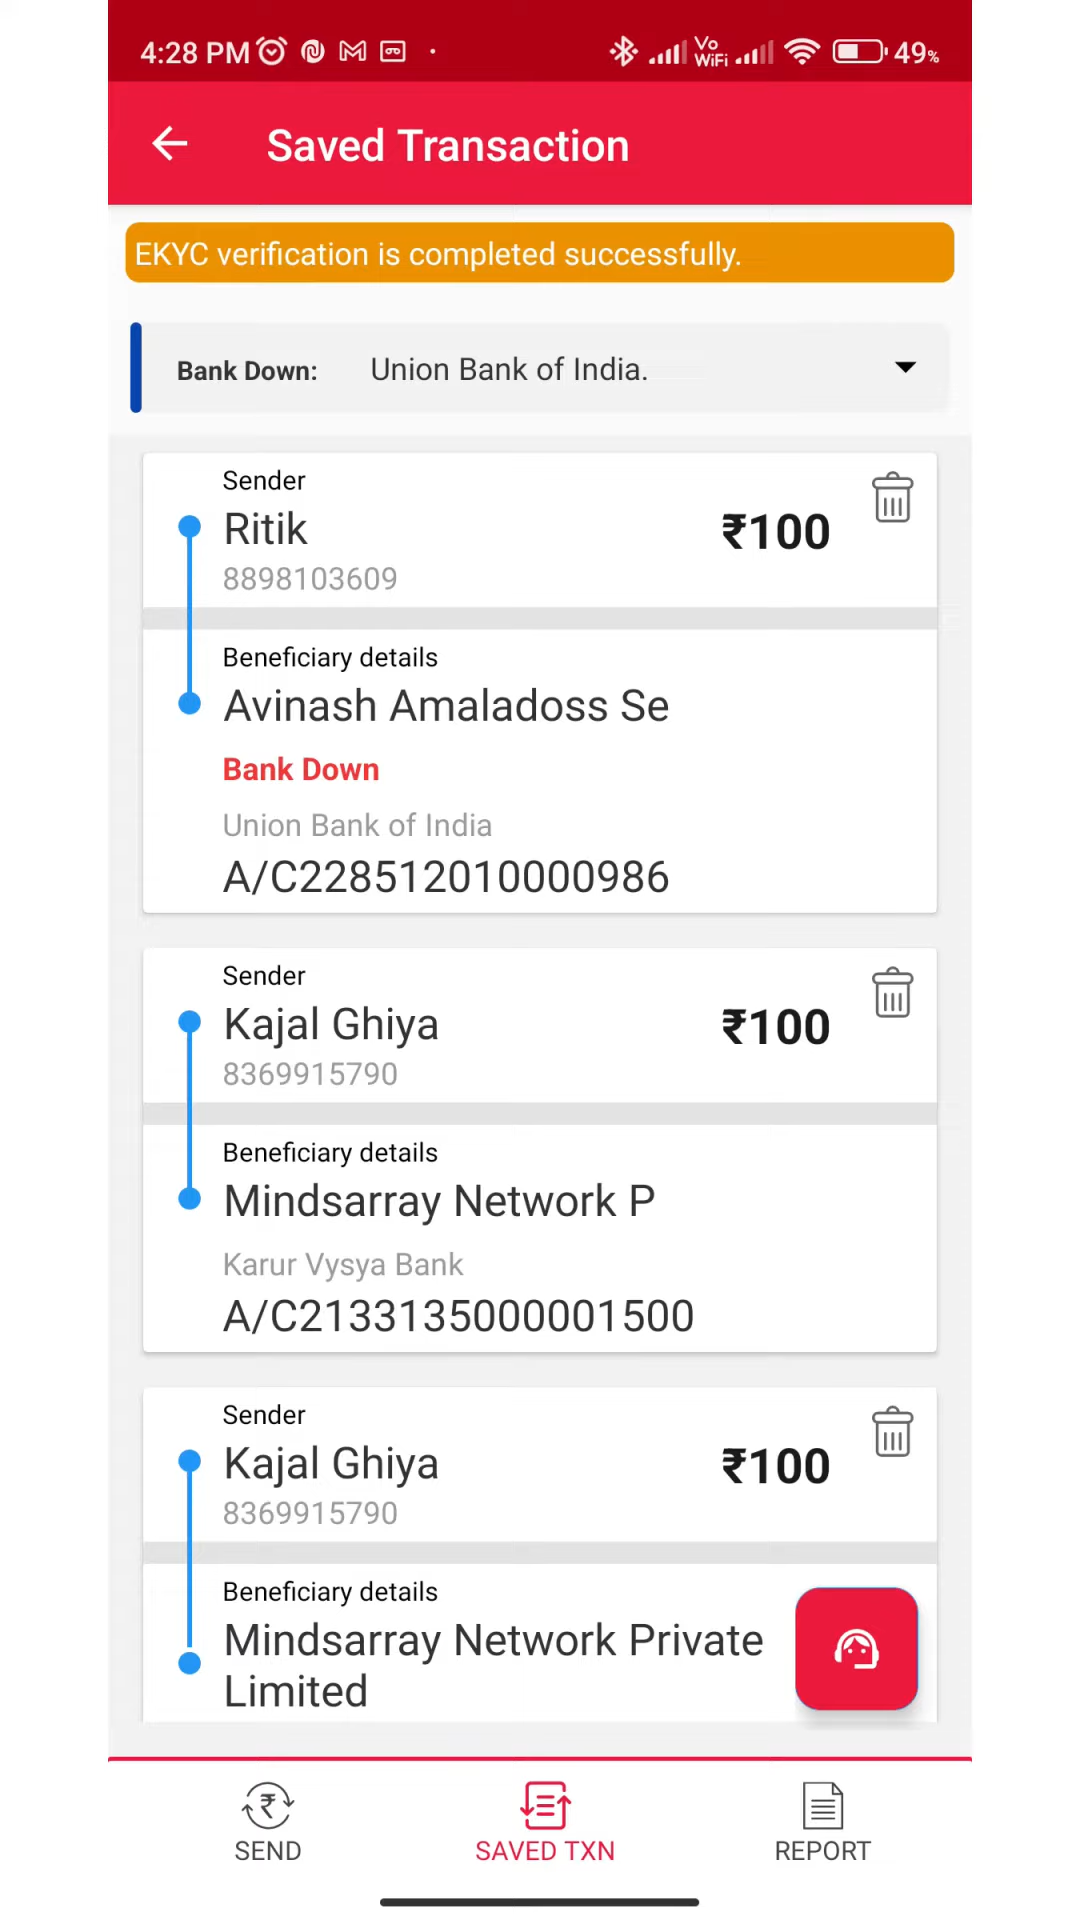 4:28 PM
Vo
WiFi
49%
Saved Transaction
EKYC verification is completed successfully.
Bank Down: Union Bank of India.
Sender
Ritik
₹100
8898103609
Beneficiary details
Avinash Amaladoss Se
Bank Down
Union Bank of India
A/C228512010000986
Sender
Kajal Ghiya
₹100
8369915790
Beneficiary details
Mindsarray Network P
Karur Vysya Bank
A/C2133135000001500
Sender
Kajal Ghiya
₹100
8369915790
Beneficiary details
Mindsarray Network Private
Limited
SEND
SAVED TXN
REPORT